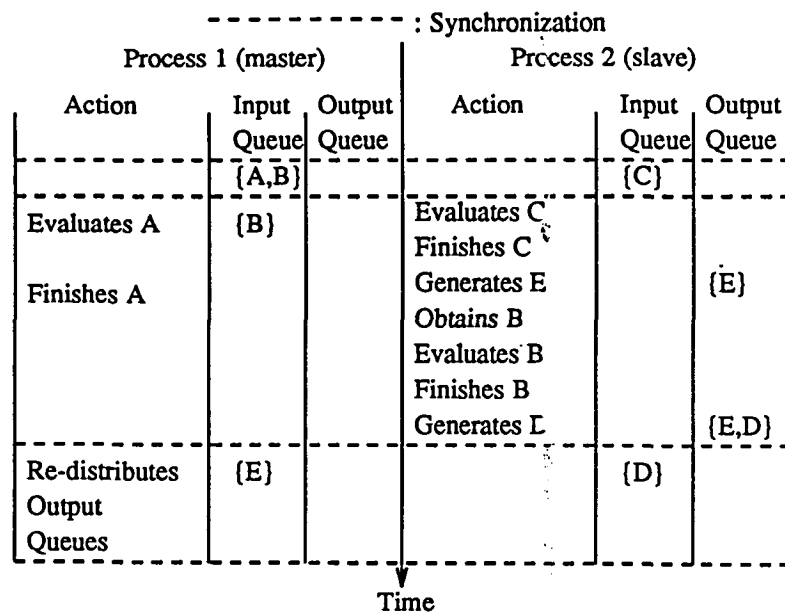 : Synchronization
Process 1 (master)
Process 2 (slave)
Action
Input Queue
Output Queue
Action
Input Queue
Output Queue
{A,B}
{C}
Evaluates A
{B}
Finishes A
Evaluates C
Finishes C
Generates E
{E}
Obtains B
Evaluates B
Finishes B
Generates D
{E,D}
Re-distributes
Output
Queues
{E}
{D}
Time